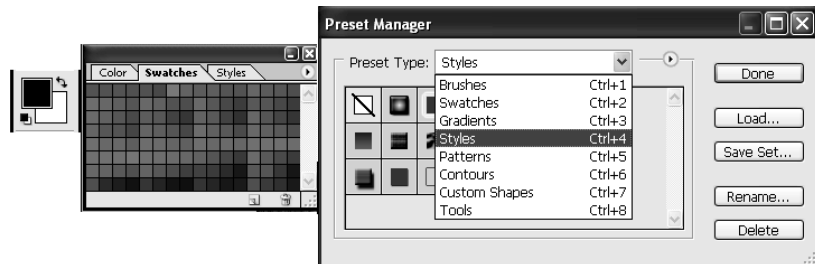 Preset Manager
Color Swatches Styles
Preset Type: Styles
Brushes Ctrl+1
Swatches Ctrl+2
Gradients Ctrl+3
Styles Ctrl+4
Patterns Ctrl+5
Contours Ctrl+6
Custom Shapes Ctrl+7
Tools Ctrl+8
Done
Load...
Save Set...
Rename...
Delete